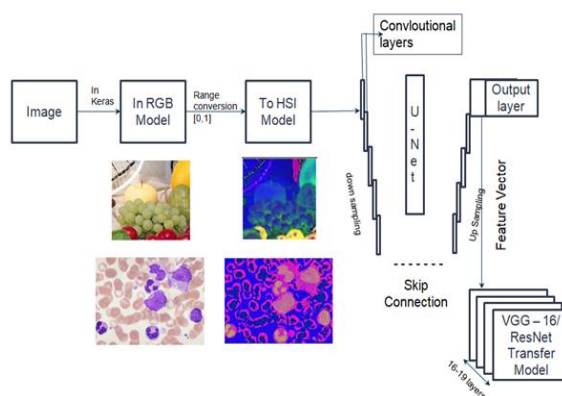 Convloutional
layers
Image
In
Keras
In RGB
Model
Range
conversion
[0,1]
To HSI
Model
down sampling
U-Net
Output
layer
Up Sampling
Feature Vector
Skip
Connection
VGG – 16/
ResNet
Transfer
Model
16-19 layers